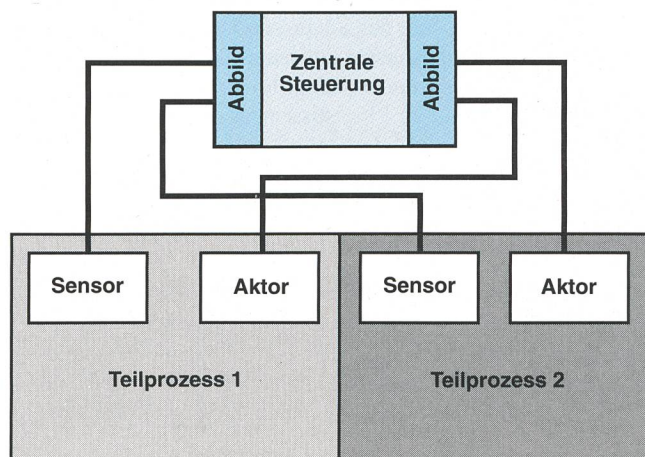 Abbild
Zentrale
Steuerung
Abbild
Sensor
Aktor
Sensor
Aktor
Teilprozess 1
Teilprozess 2